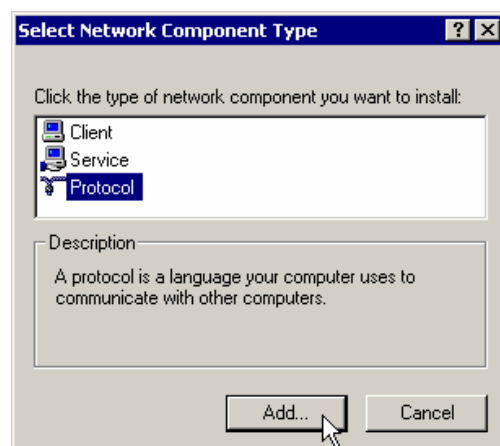 Select Network Component Type
Click the type of network component you want to install:
Client
Service
Protocol
Description
A protocol is a language your computer uses to
communicate with other computers.
Add... Cancel